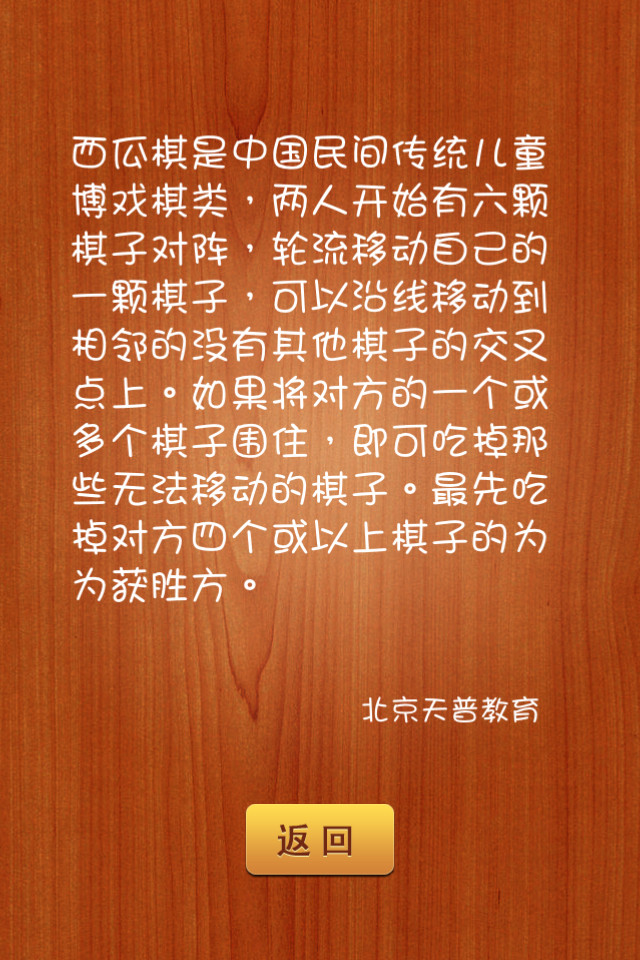 西瓜棋是中国民间传统儿童
博戏棋类，两人开始有六颗
棋子对阵，轮流移动自己的
一颗棋子，可以沿线移动到
相邻的没有其他棋子的交叉
点上。如果将对方的一个或
多个棋子围住，即可吃掉那
些无法移动的棋子。最先吃
掉对方四个或以上棋子的为
为获胜方。
北京天普教育
返回